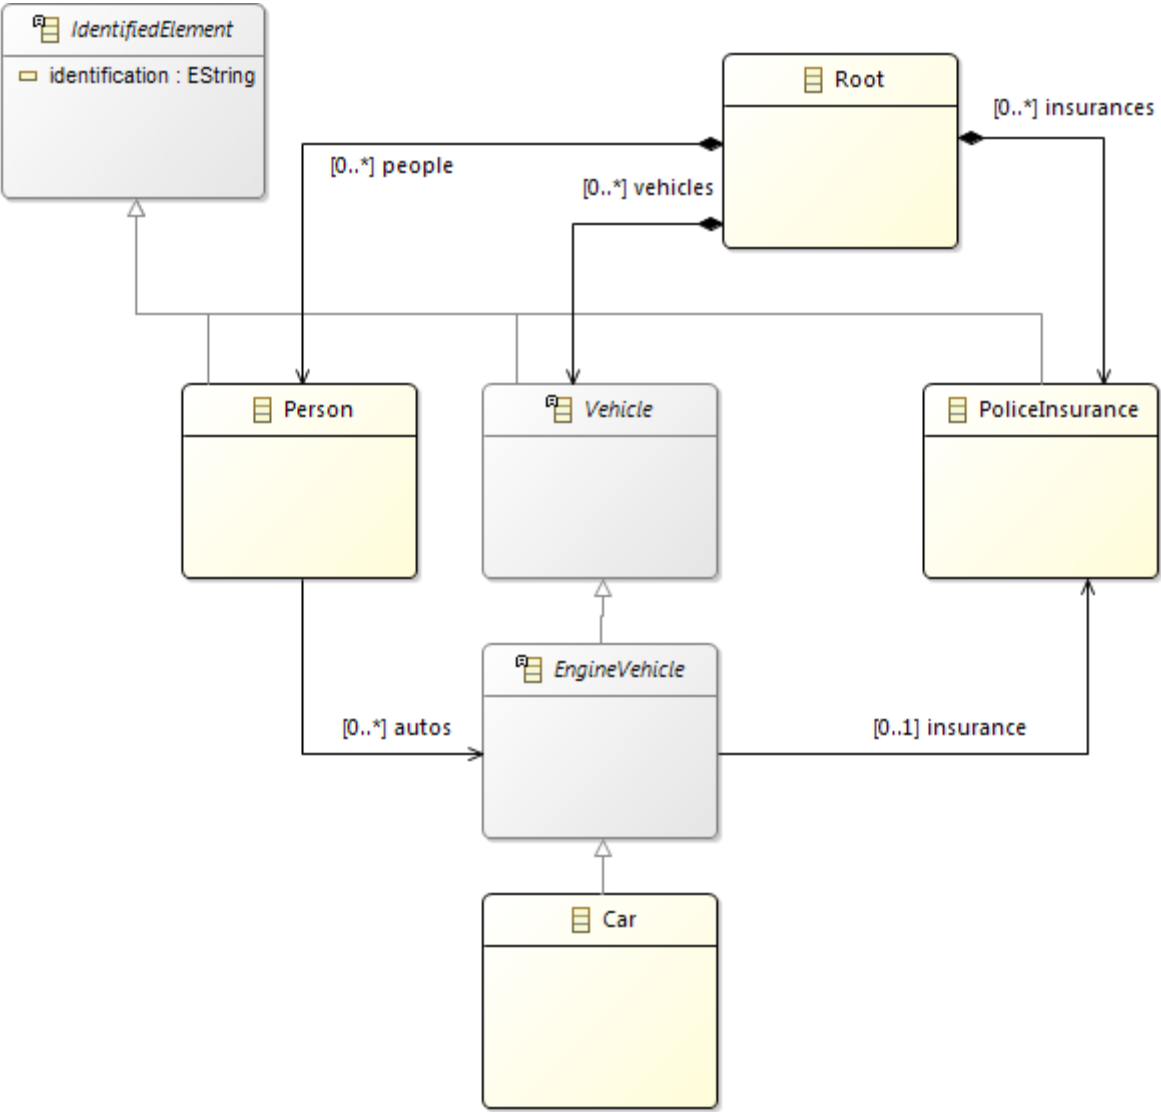 IdentifiedElement
identification : EString
Root
[0..*] insurances
[0..*] people
[0..*] vehicles
Person
Vehicle
PoliceInsurance
EngineVehicle
[0..*] autos
[0..1] insurance
Car